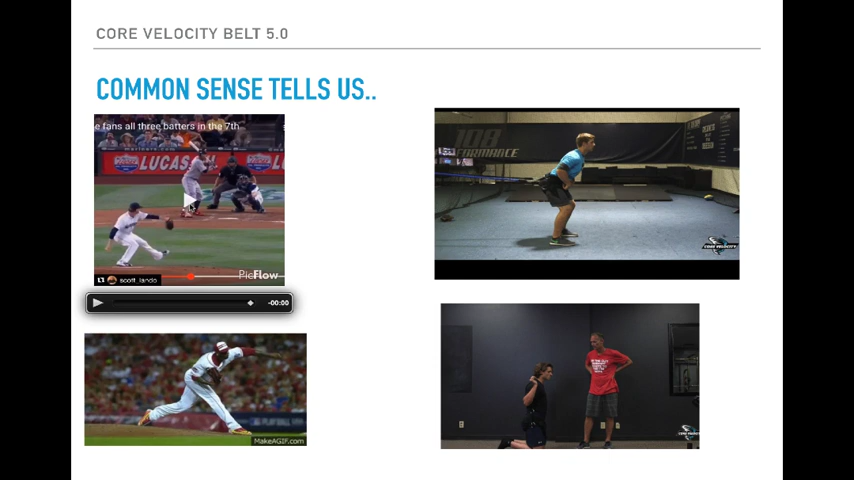 CORE VELOCITY BELT 5.0
COMMON SENSE TELLS US..
e fans all three batters in the 7th
LUCAS
scott_lando
PicFlow
-00:00
108
PERFORMANCE
CORE VELOCITY
MakeAGIF.com